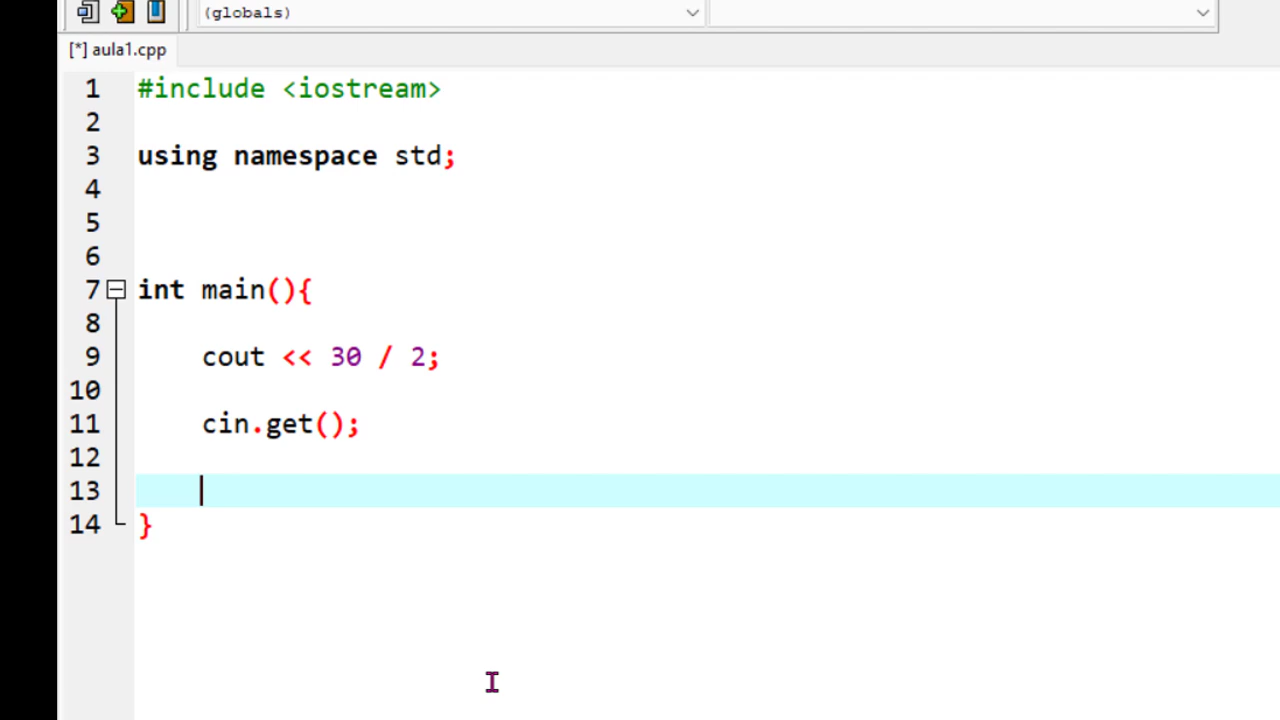 (globals)
[*] aula1.cpp
1 #include <iostream>
2
3 using namespace std;
4
5
6
7 int main(){
8
9 cout << 30 / 2;
10
11 cin.get();
12
13
14 }